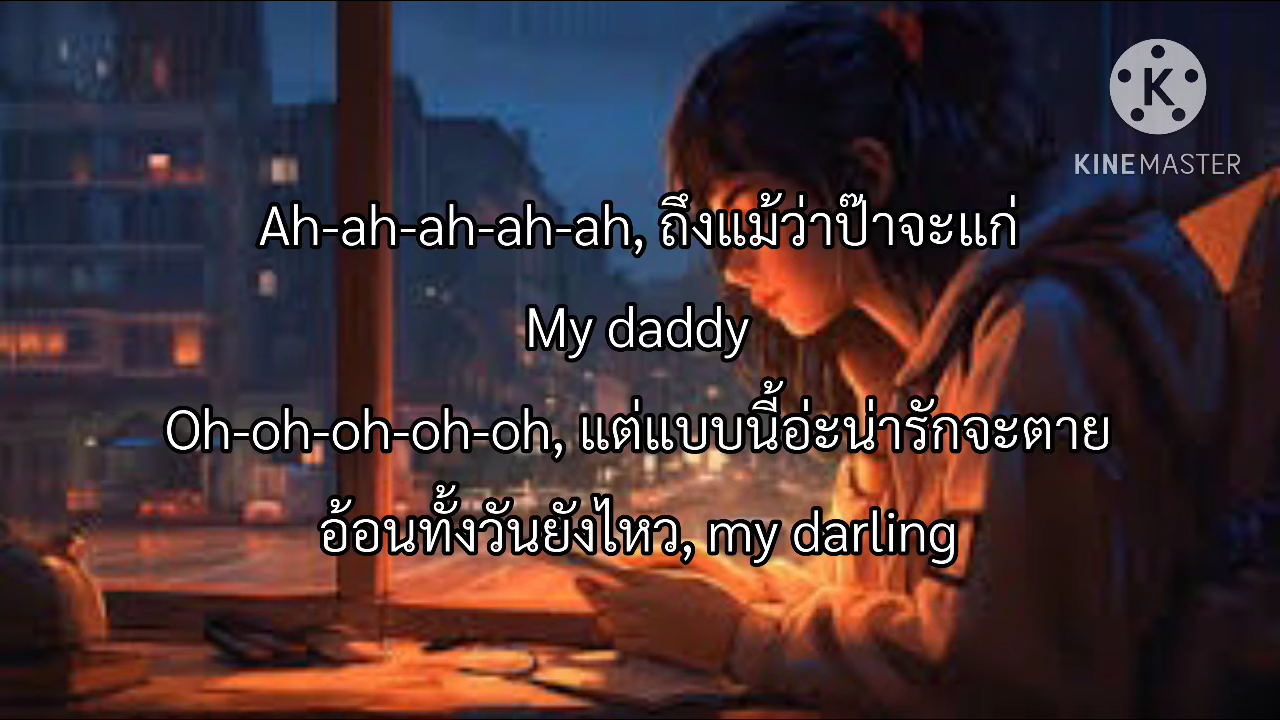 K
KINEMASTER
Ah-ah-ah-ah-ah, ถึงแม้ว่าป๊าจะแก่
My daddy
Oh-oh-oh-oh-oh, แต่แบบนี้อ่ะน่ารักจะตาย
อ้อนทั้งวันยังไหว, my darling